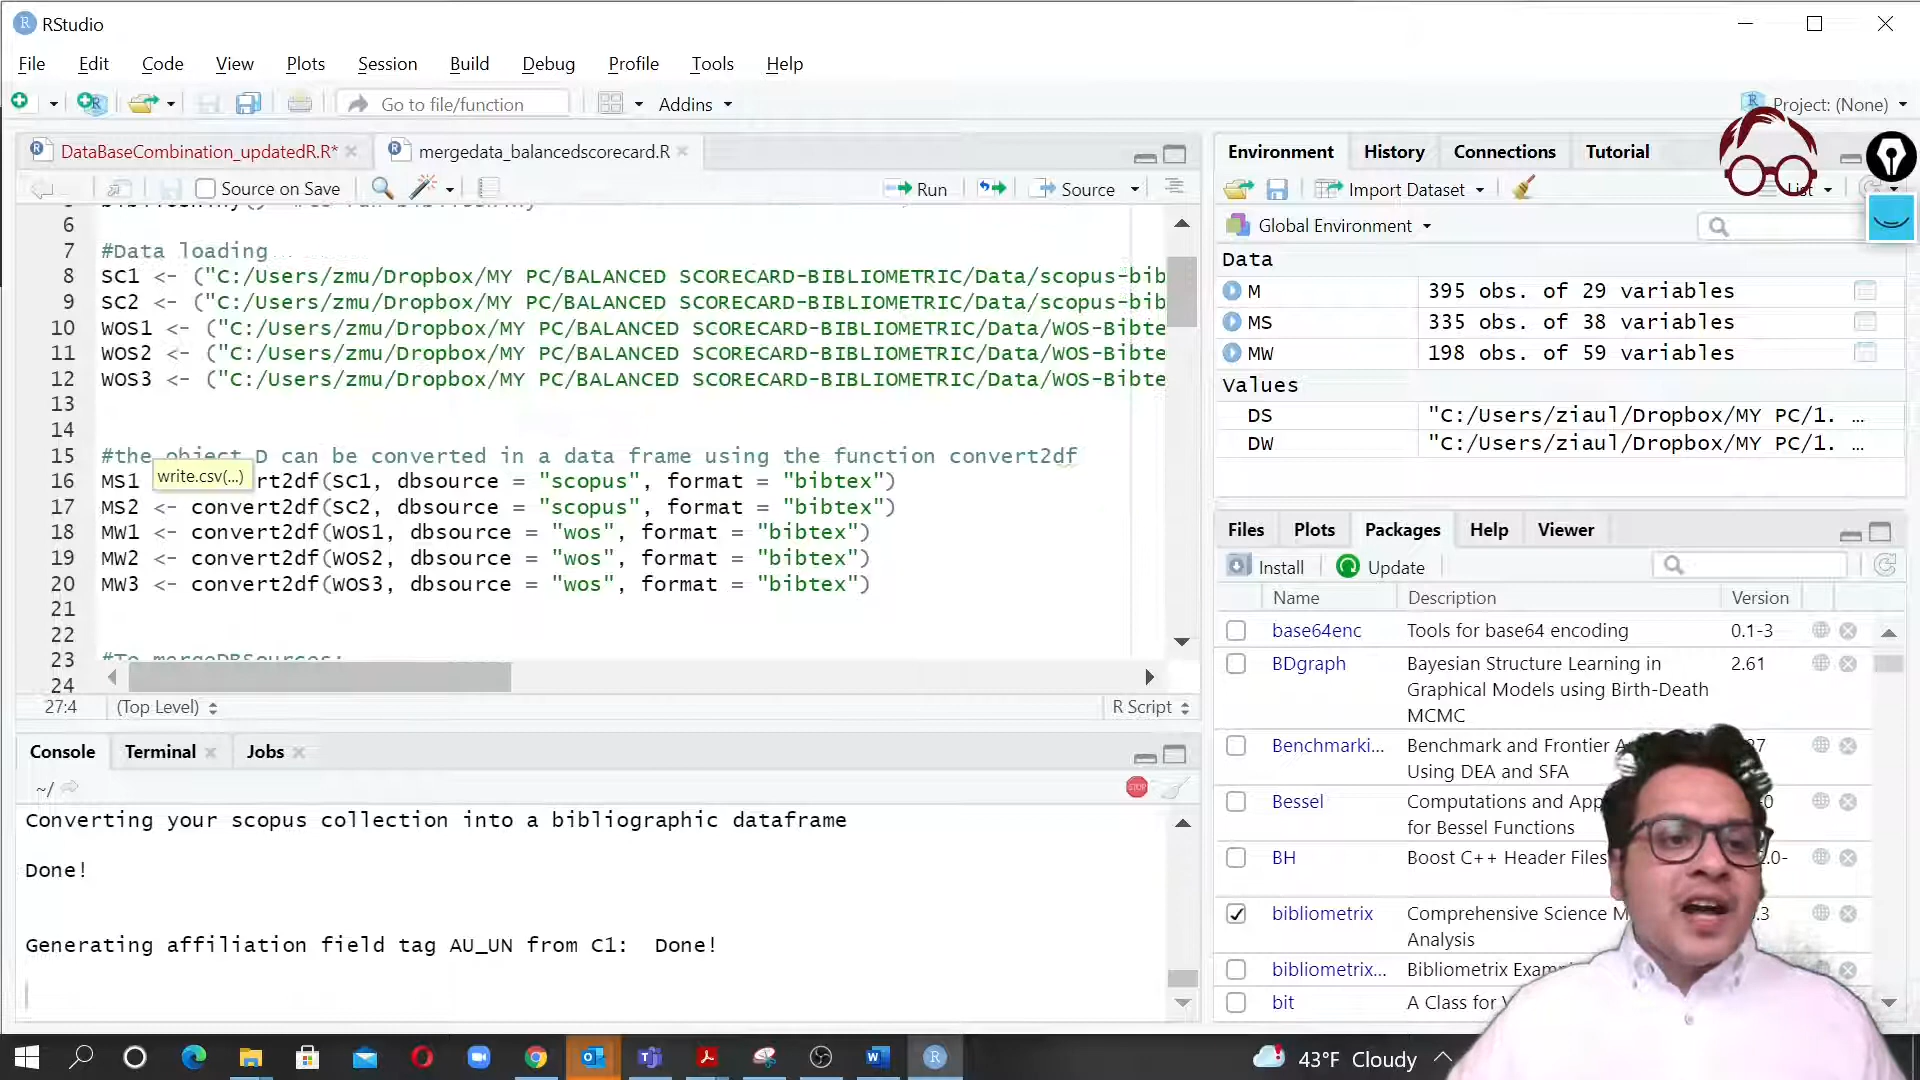 RStudio
File Edit Code View Plots Session Build Debug Profile Tools Help
Go to file/function Addins Project: (None)
DataBaseCombination_updatedR.R* mergedata_balancedscorecard.R
Source on Save Run Source
6
7 #Data loading
8 SC1 <- ("C:/Users/zmu/Dropbox/MY PC/BALANCED SCORECARD-BIBLIOMETRIC/Data/scopus-bib
9 SC2 <- ("C:/Users/zmu/Dropbox/MY PC/BALANCED SCORECARD-BIBLIOMETRIC/Data/scopus-bib
10 WOS1 <- ("C:/Users/zmu/Dropbox/MY PC/BALANCED SCORECARD-BIBLIOMETRIC/Data/WOS-Bibte
11 WOS2 <- ("C:/Users/zmu/Dropbox/MY PC/BALANCED SCORECARD-BIBLIOMETRIC/Data/WOS-Bibte
12 WOS3 <- ("C:/Users/zmu/Dropbox/MY PC/BALANCED SCORECARD-BIBLIOMETRIC/Data/WOS-Bibte
13
14
15 #the object D can be converted in a data frame using the function convert2df
write.csv(...)
16 MS1 rt2df(SC1, dbsource = "scopus", format = "bibtex")
17 MS2 <- convert2df(SC2, dbsource = "scopus", format = "bibtex")
18 MW1 <- convert2df(WOS1, dbsource = "wos", format = "bibtex")
19 MW2 <- convert2df(WOS2, dbsource = "wos", format = "bibtex")
20 MW3 <- convert2df(WOS3, dbsource = "wos", format = "bibtex")
21
22
23 #To mergeDBSources:
24
27:4 (Top Level) R Script
Console Terminal Jobs
~/
Converting your scopus collection into a bibliographic dataframe
Done!
Generating affiliation field tag AU_UN from C1: Done!
Environment History Connections Tutorial
Import Dataset List
Global Environment
Data
M 395 obs. of 29 variables
MS 335 obs. of 38 variables
MW 198 obs. of 59 variables
Values
DS "C:/Users/ziaul/Dropbox/MY PC/1. …
DW "C:/Users/ziaul/Dropbox/MY PC/1. …
Files Plots Packages Help Viewer
Install Update
Name Description Version
base64enc Tools for base64 encoding 0.1-3
BDgraph Bayesian Structure Learning in 2.61
Graphical Models using Birth-Death
MCMC
Benchmarki... Benchmark and Frontier A 27
Using DEA and SFA
Bessel Computations and App -0
for Bessel Functions
BH Boost C++ Header Files .0-
bibliometrix Comprehensive Science M .3
Analysis
bibliometrix... Bibliometrix Exam
bit A Class for V
43°F Cloudy